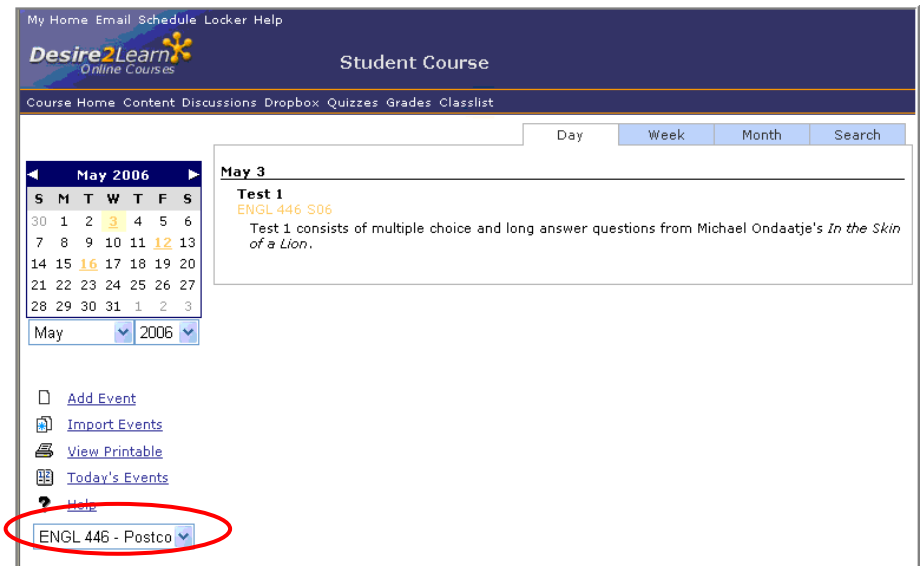 My Home Email Schedule Locker Help
Desire2Learn
Online Courses
Student Course
Course Home Content Discussions Dropbox Quizzes Grades Classlist
Day Week Month Search
May 2006
S M T W T F S
30 1 2 3 4 5 6
7 8 9 10 11 12 13
14 15 16 17 18 19 20
21 22 23 24 25 26 27
28 29 30 31 1 2 3
May 2006
May 3
Test 1
ENGL 446 S06
Test 1 consists of multiple choice and long answer questions from Michael Ondaatje's In the Skin
of a Lion.
Add Event
Import Events
View Printable
12 Today's Events
? Help
ENGL 446 - Postco